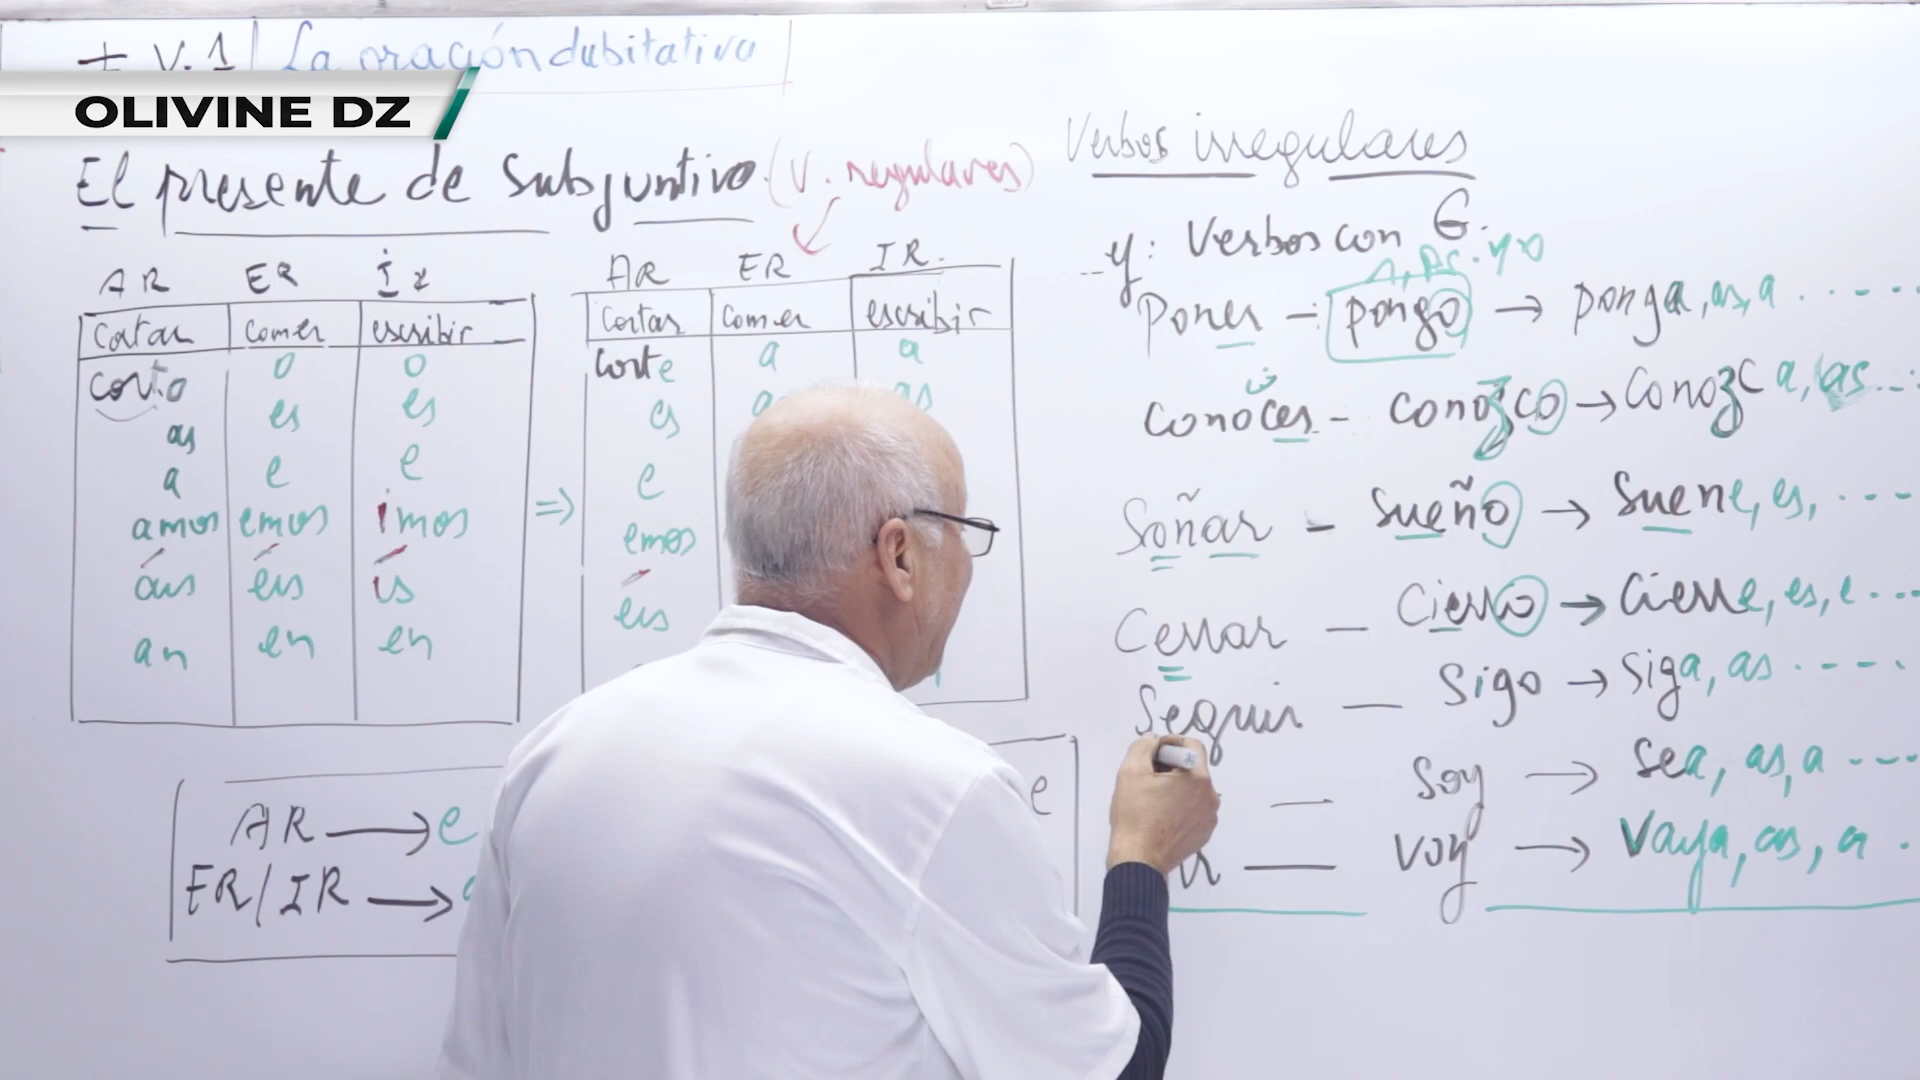 + V.1 | La oración dubitativa
OLIVINE DZ
El presente de subjuntivo (V. regulares)
AR ER
cortar comer escribir
corto o o
as es es
a e e
amos emos imos
áis éis ís
an en en
⇒
AR ER IR.
cortar comer escribir
corte a a
es as
e
emos
éis
AR → e
ER/IR →
e
Verbos irregulares
Verbos con G.
Poner - pongo → ponga, as, a .....
conocer - conozco → conozca, as...
Soñar - sueño → suene, es, ....
Cerrar - cierro → cierre, es, e ...
Seguir - sigo → siga, as .....
- soy → sea, as, a ....
- voy → vaya, as, a .